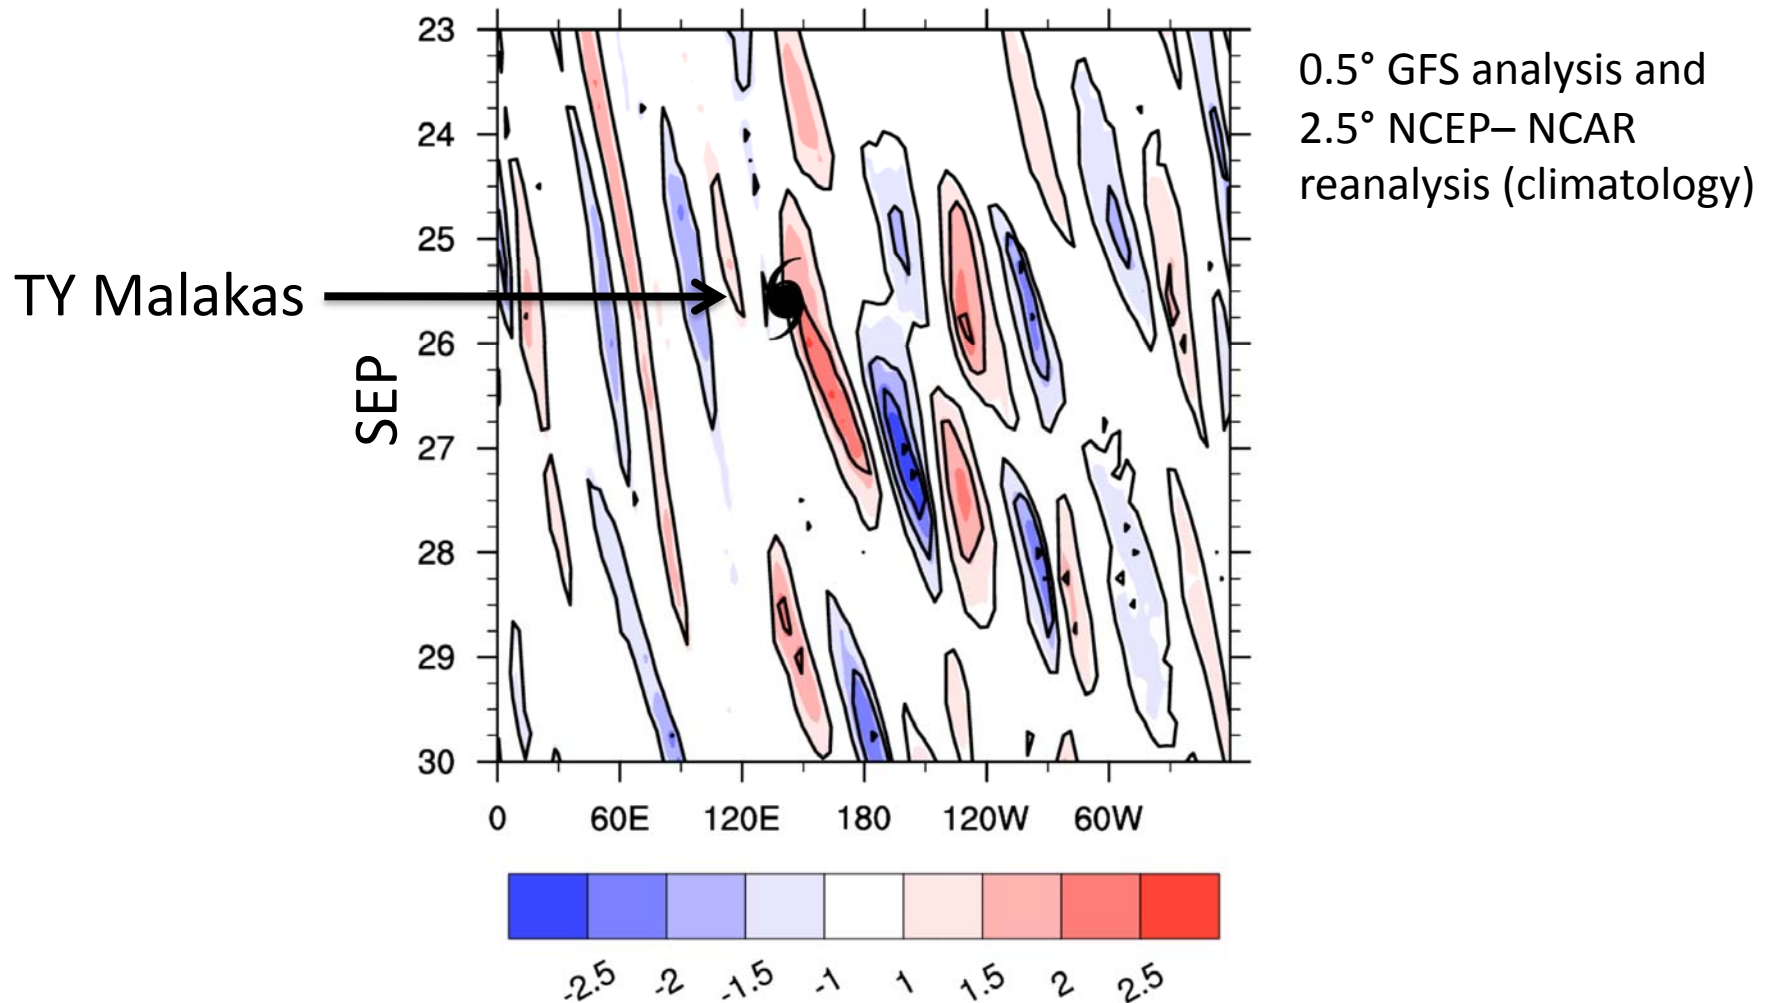 23
0.5° GFS analysis and
24
2.5° NCEP– NCAR
reanalysis (climatology)
25
TY Malakas
26
SEP
27
28
29
30
0 60E 120E 180 120W 60W
-2.5 -2 -1.5 -1 1 1.5 2 2.5